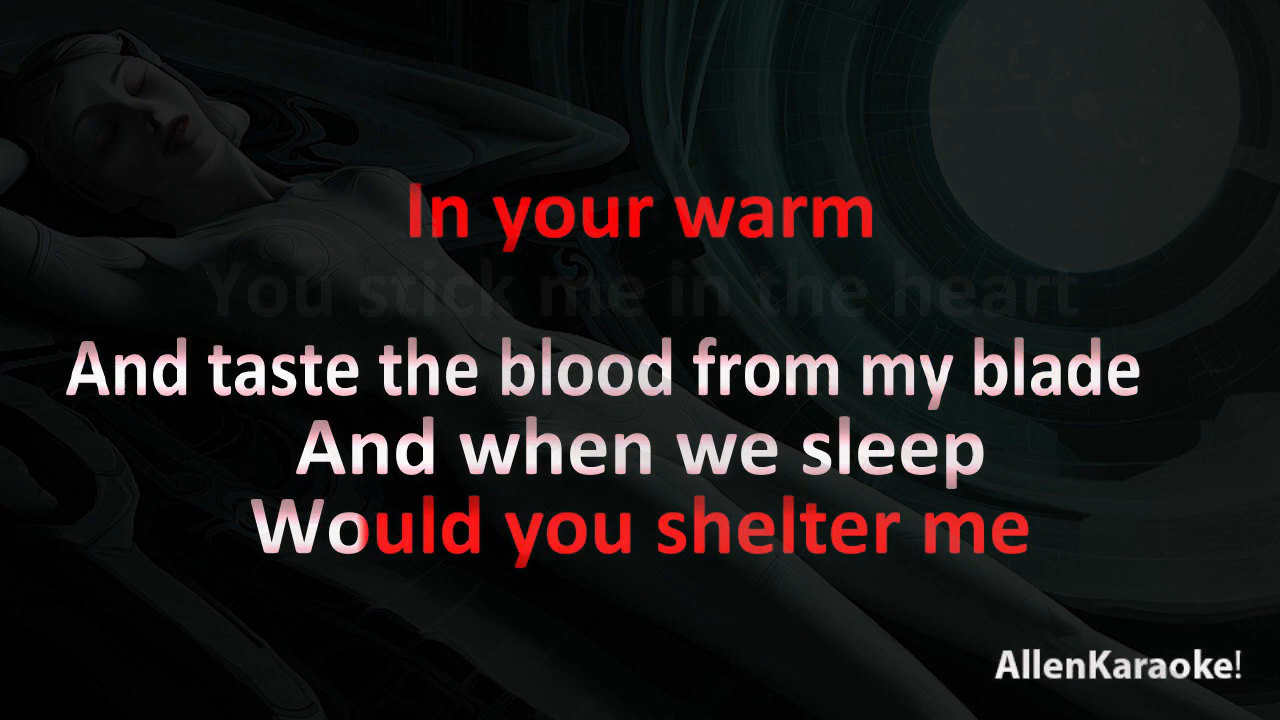 In your warm
You stick me in the heart
And taste the blood from my blade
And when we sleep
Would you shelter me
AllenKaraoke!